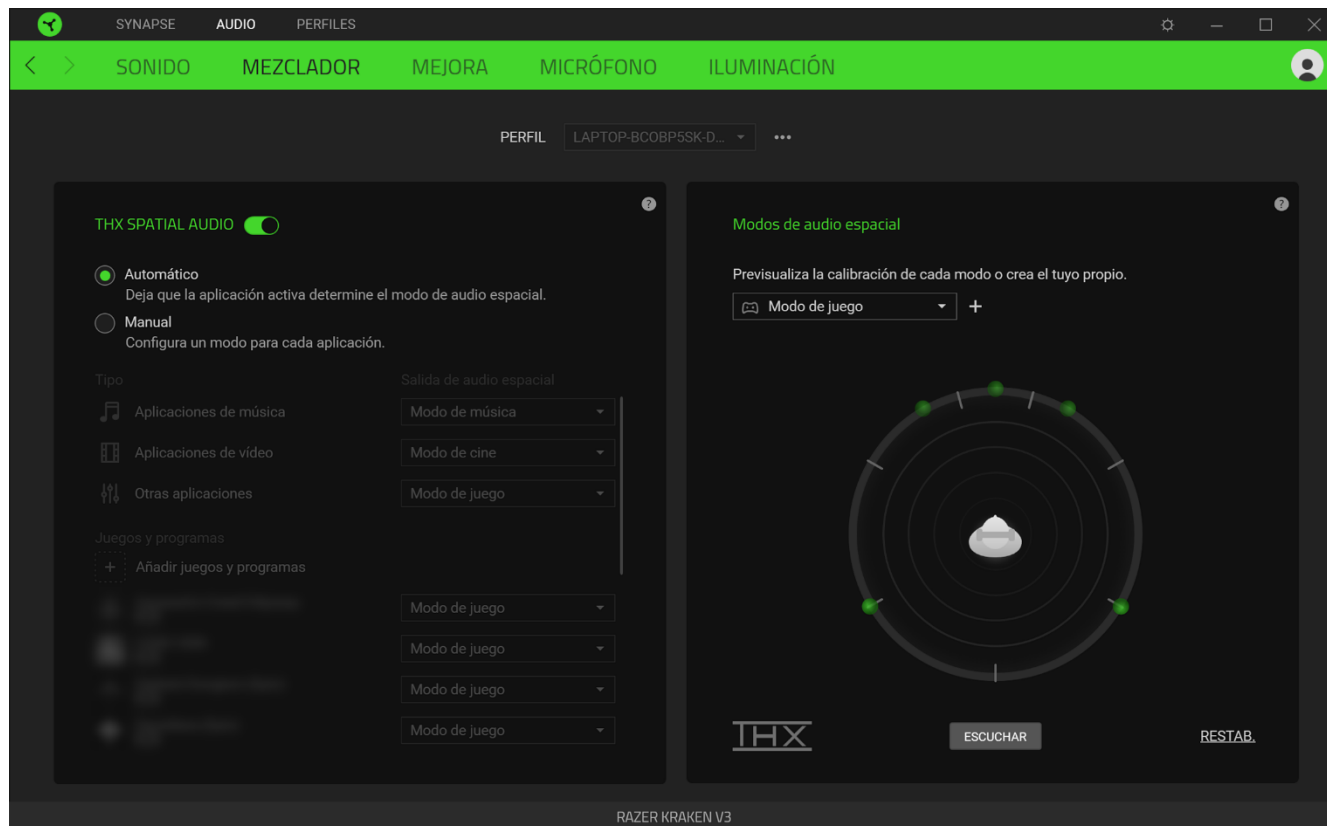 SYNAPSE AUDIO PERFILES
SONIDO MEZCLADOR MEJORA MICRÓFONO ILUMINACIÓN
PERFIL LAPTOP-BCOBP5SK-D... •••
THX SPATIAL AUDIO
Automático
Deja que la aplicación activa determine el modo de audio espacial.
Manual
Configura un modo para cada aplicación.
Tipo Salida de audio espacial
Aplicaciones de música Modo de música
Aplicaciones de vídeo Modo de cine
Otras aplicaciones Modo de juego
Juegos y programas
+ Añadir juegos y programas
Modo de juego
Modo de juego
Modo de juego
Modo de juego
?
Modos de audio espacial
Previsualiza la calibración de cada modo o crea el tuyo propio.
Modo de juego +
THX ESCUCHAR RESTAB.
?
RAZER KRAKEN V3